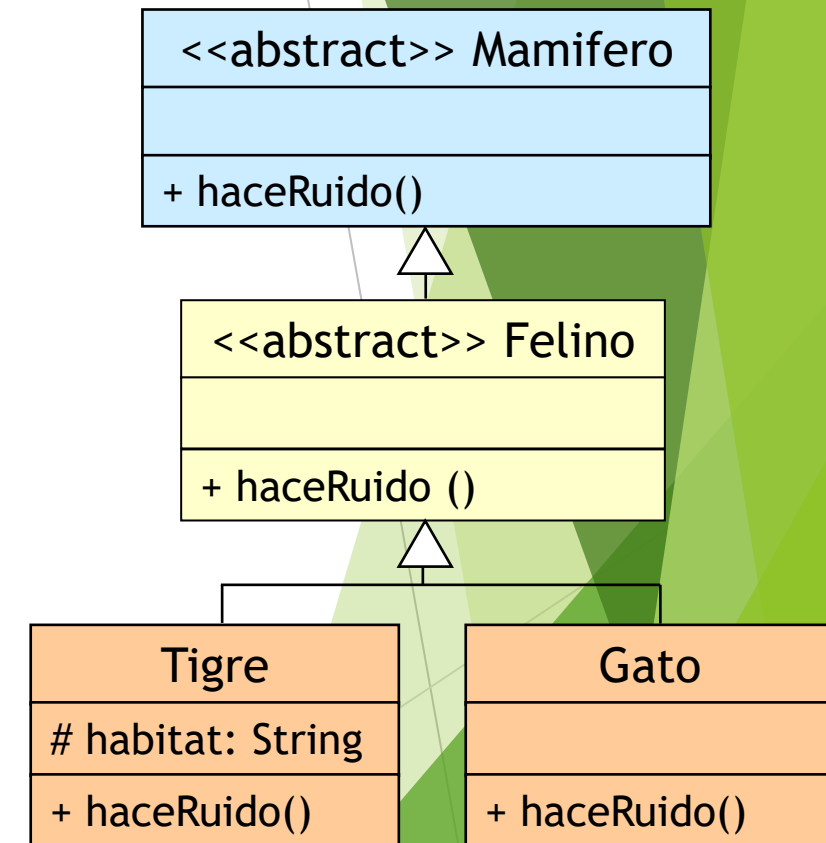 <<abstract>> Mamifero
+ haceRuido()
<<abstract>> Felino
+ haceRuido ()
Tigre
# habitat: String
+ haceRuido()
Gato
+ haceRuido()